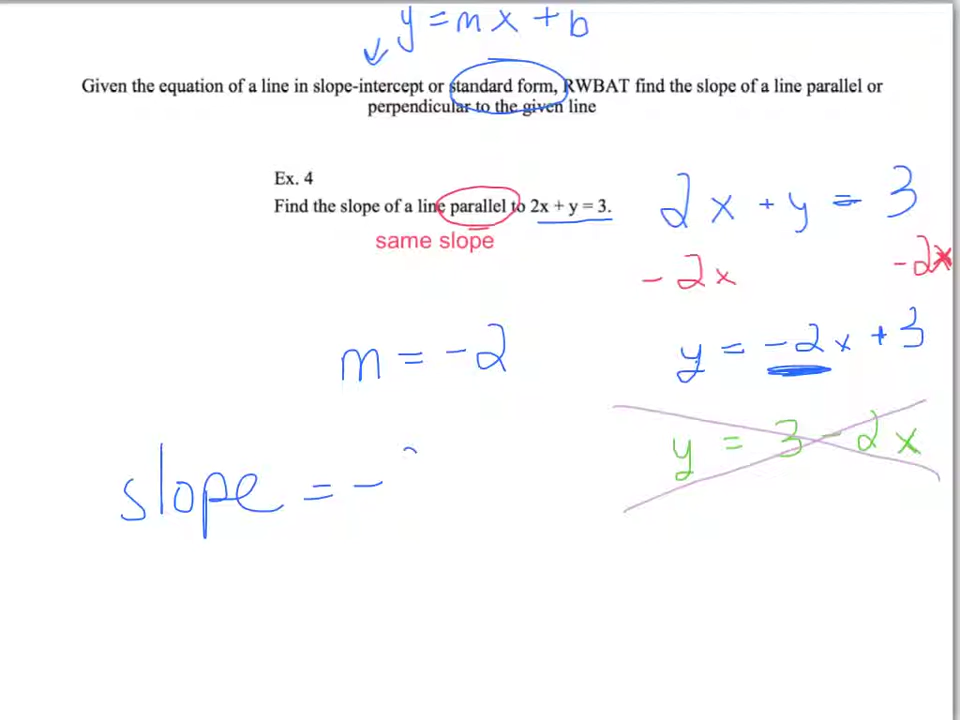 y = mx + b
Given the equation of a line in slope-intercept or standard form, RWBAT find the slope of a line parallel or
perpendicular to the given line
Ex. 4
Find the slope of a line parallel to 2x + y = 3.
same slope
2x + y = 3
- 2x - 2x
y = -2x + 3
m = -2
y = 3 - 2x
slope = -